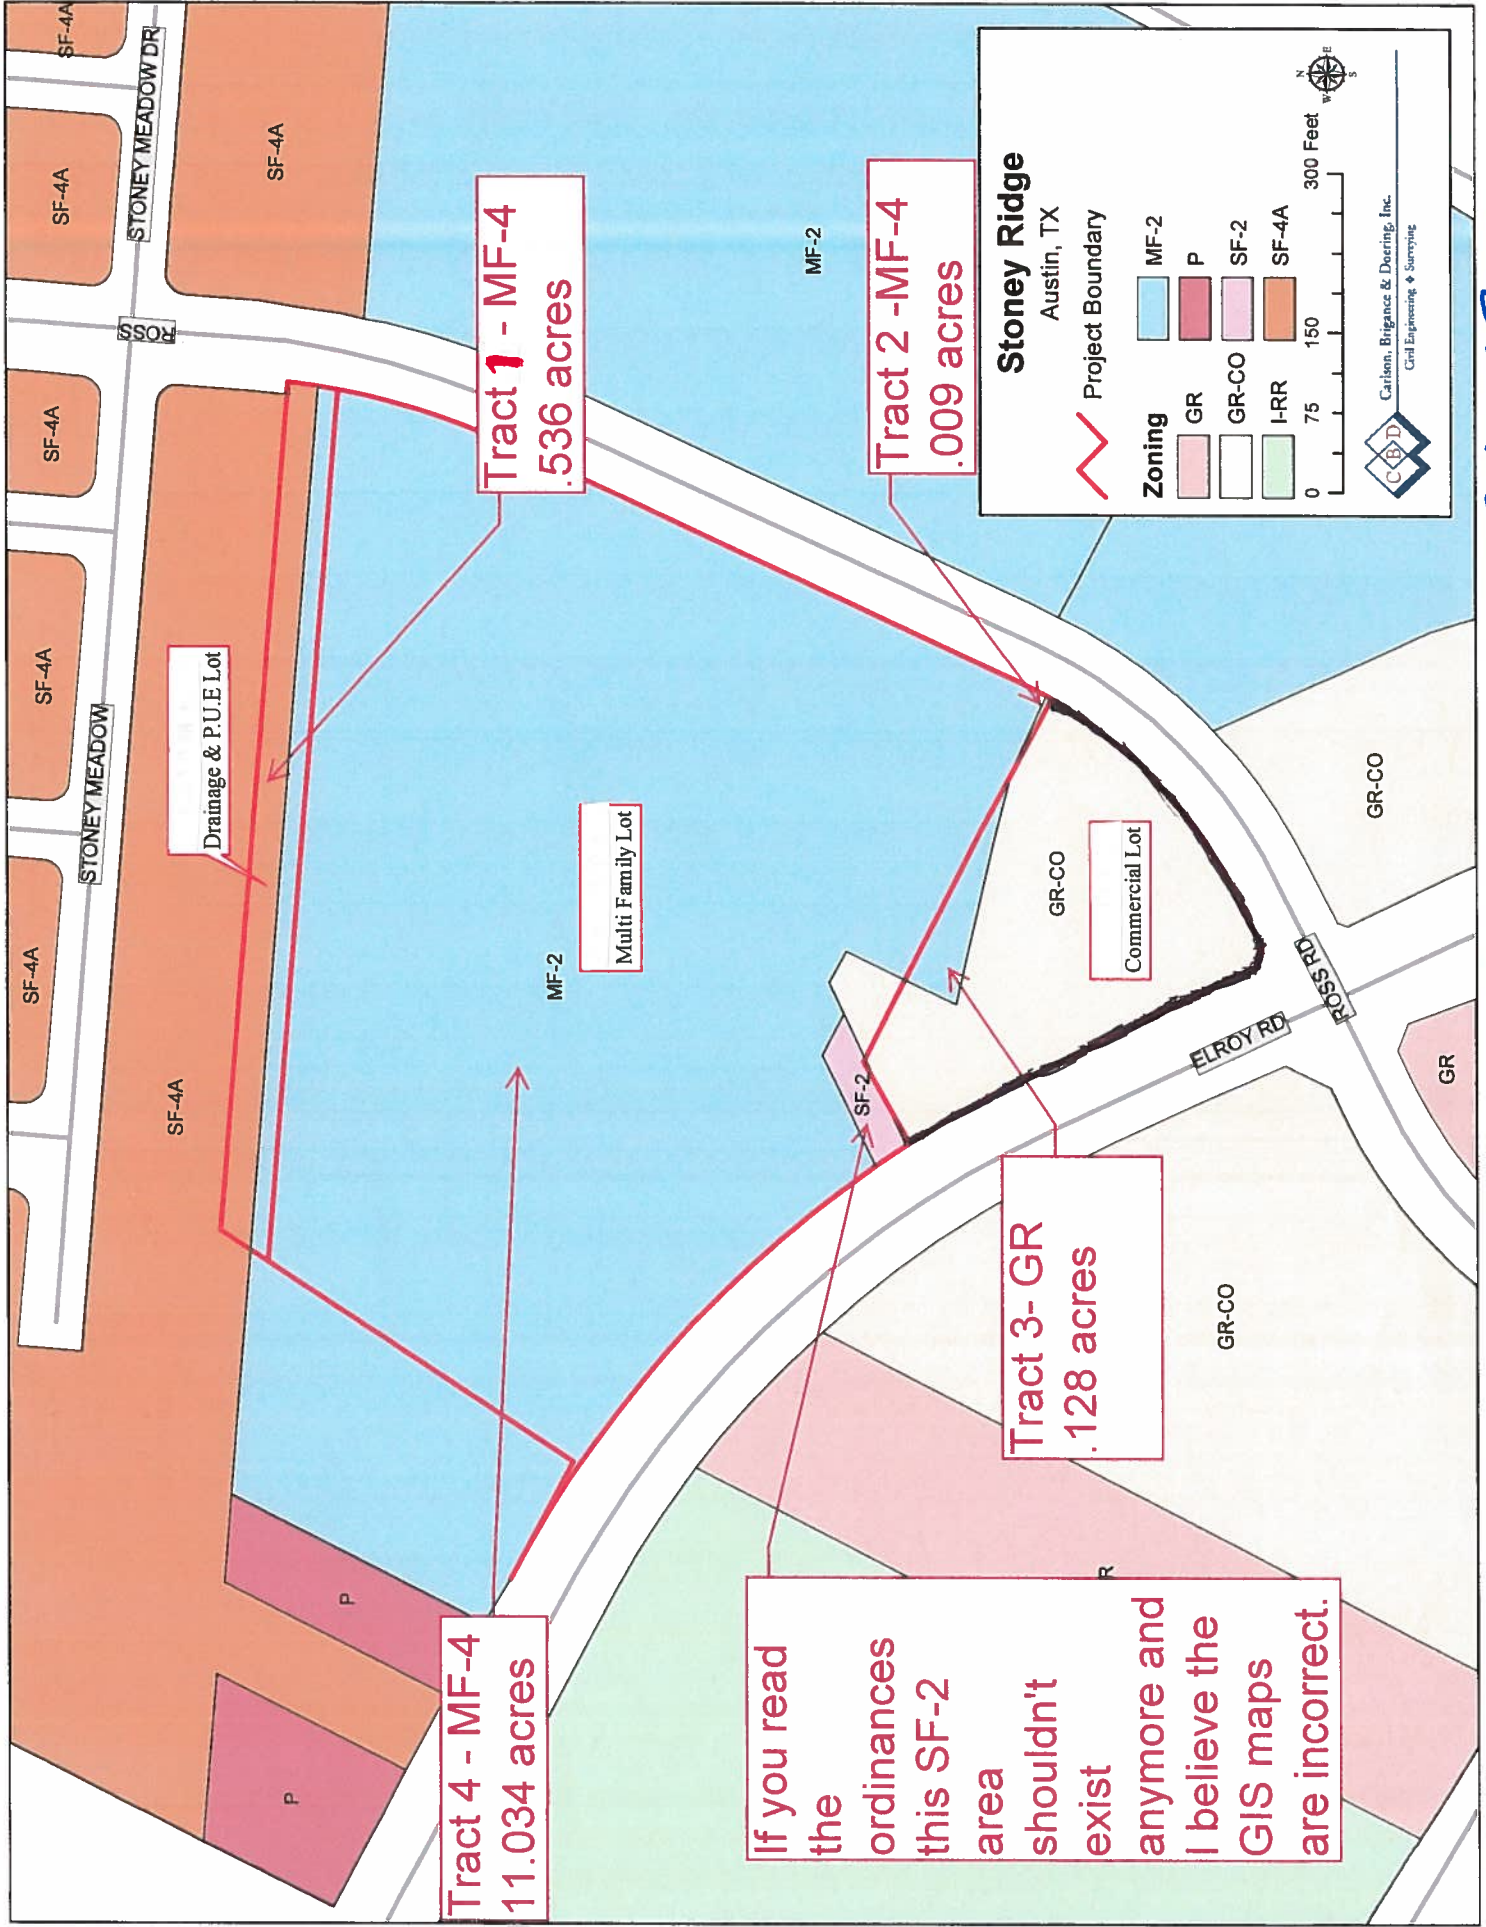 SF-4A
SF-4A
SF-4A
SF-4A
SF-4A
STONEY MEADOW
ROSS
STONEY MEADOW DR
SF-4A
SF-4A
Drainage & P.U.E Lot
Tract 1 - MF-4
.536 acres
P
P
MF-2
Multi Family Lot
MF-2
Tract 4 - MF-4
11.034 acres
SF-2
Tract 2 -MF-4
.009 acres
GR-CO
Commercial Lot
ELROY RD
ROSS RD
GR-CO
GR
GR-CO
Tract 3- GR
.128 acres
If you read
the
ordinances
this SF-2
area
shouldn't
exist
anymore and
I believe the
GIS maps
are incorrect.
R
Stoney Ridge
Austin, TX
Project Boundary
Zoning
GR
GR-CO
I-RR
MF-2
P
SF-2
SF-4A
0 75 150 300 Feet
N
W E
S
C B D
Carlson, Brigance & Doering, Inc.
Civil Engineering ♦ Surveying